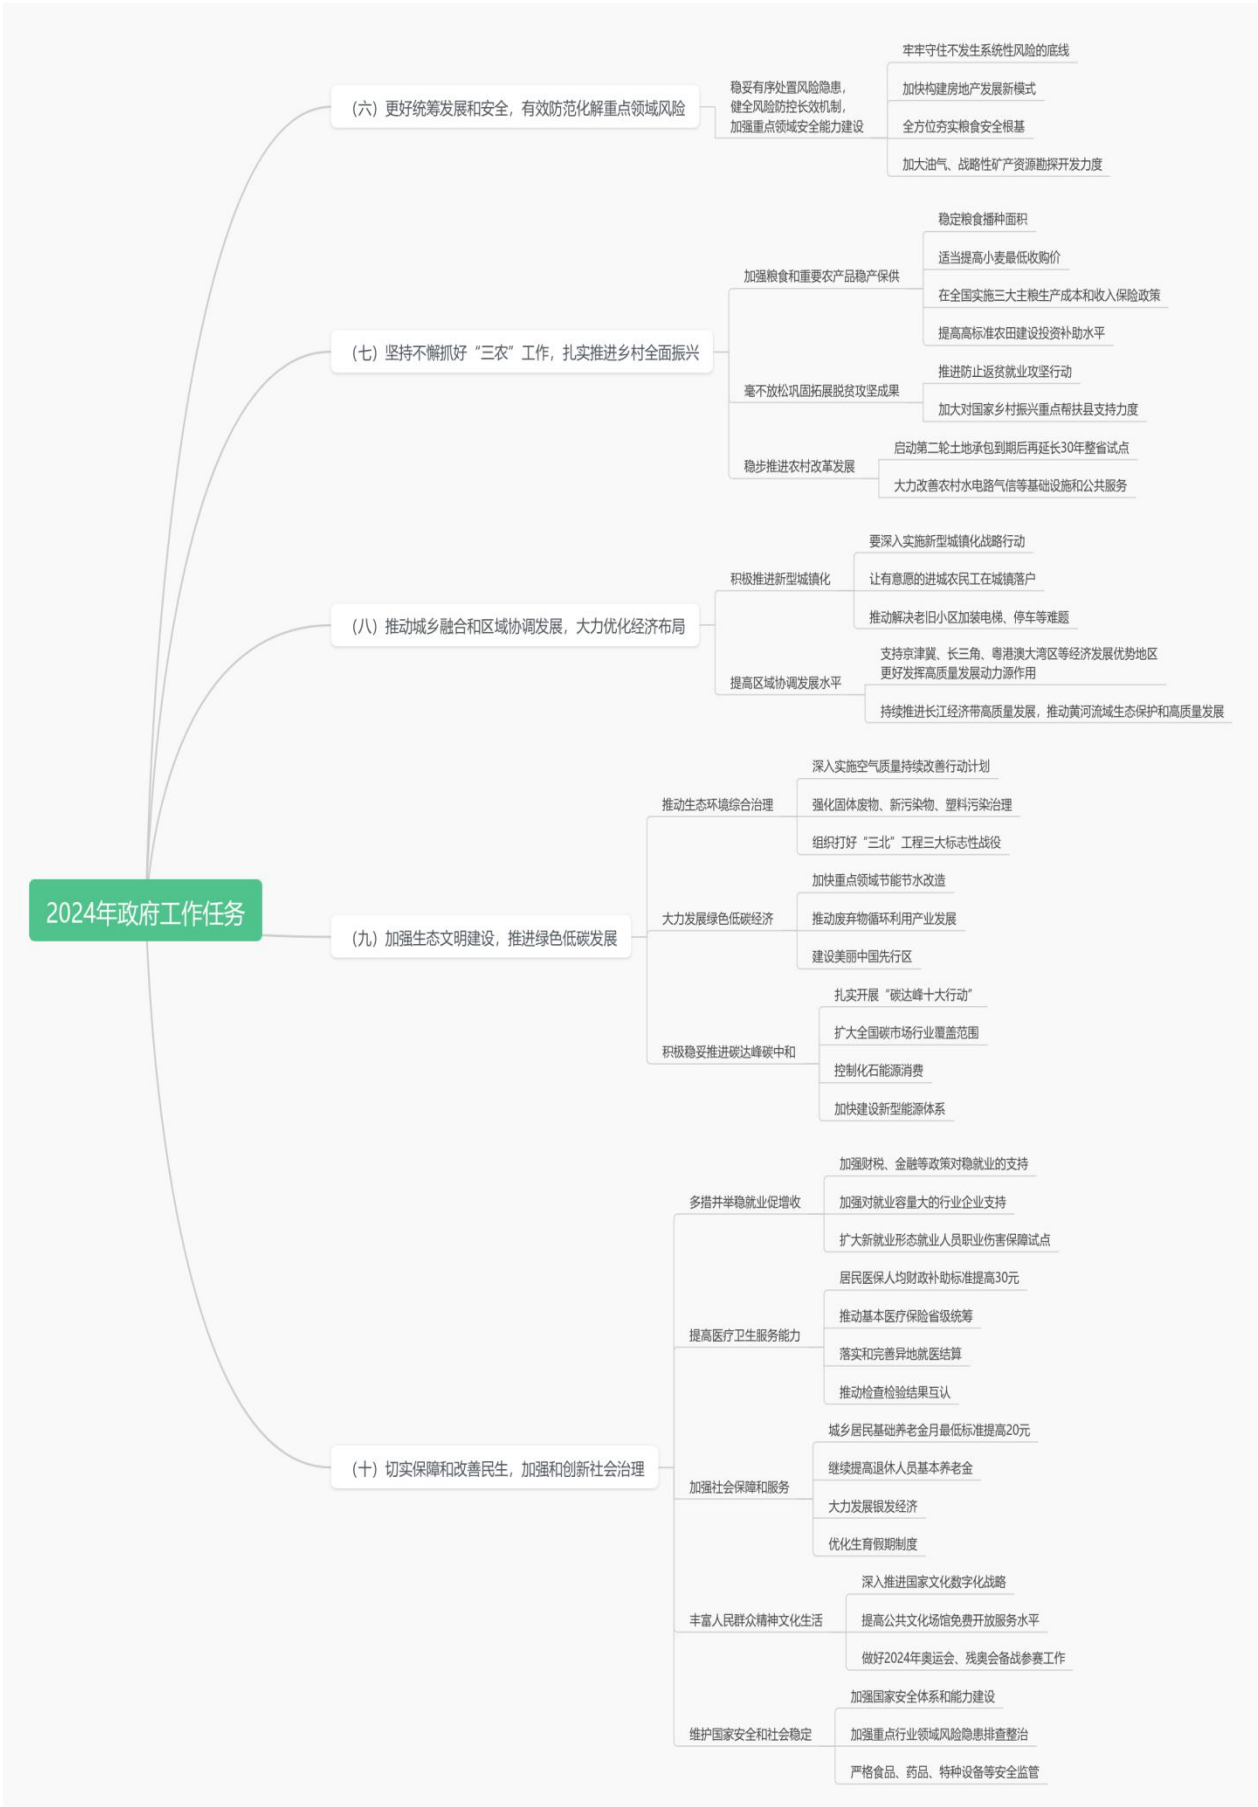 2024年政府工作任务
（六）更好统筹发展和安全，有效防范化解重点领域风险
稳妥有序处置风险隐患，
健全风险防控长效机制，
加强重点领域安全能力建设
牢牢守住不发生系统性风险的底线
加快构建房地产发展新模式
全方位夯实粮食安全根基
加大油气、战略性矿产资源勘探开发力度
（七）坚持不懈抓好“三农”工作，扎实推进乡村全面振兴
加强粮食和重要农产品稳产保供
稳定粮食播种面积
适当提高小麦最低收购价
在全国实施三大主粮生产成本和收入保险政策
提高高标准农田建设投资补助水平
毫不放松巩固拓展脱贫攻坚成果
推进防止返贫就业攻坚行动
加大对国家乡村振兴重点帮扶县支持力度
稳步推进农村改革发展
启动第二轮土地承包到期后再延长30年整省试点
大力改善农村水电路气信等基础设施和公共服务
（八）推动城乡融合和区域协调发展，大力优化经济布局
积极推进新型城镇化
要深入实施新型城镇化战略行动
让有意愿的进城农民工在城镇落户
推动解决老旧小区加装电梯、停车等难题
提高区域协调发展水平
支持京津冀、长三角、粤港澳大湾区等经济发展优势地区
更好发挥高质量发展动力源作用
持续推进长江经济带高质量发展，推动黄河流域生态保护和高质量发展
（九）加强生态文明建设，推进绿色低碳发展
推动生态环境综合治理
深入实施空气质量持续改善行动计划
强化固体废物、新污染物、塑料污染治理
组织打好“三北”工程三大标志性战役
大力发展绿色低碳经济
加快重点领域节能节水改造
推动废弃物循环利用产业发展
建设美丽中国先行区
积极稳妥推进碳达峰碳中和
扎实开展“碳达峰十大行动”
扩大全国碳市场行业覆盖范围
控制化石能源消费
加快建设新型能源体系
（十）切实保障和改善民生，加强和创新社会治理
多措并举稳就业促增收
加强财税、金融等政策对稳就业的支持
加强对就业容量大的行业企业支持
扩大新就业形态就业人员职业伤害保障试点
提高医疗卫生服务能力
居民医保人均财政补助标准提高30元
推动基本医疗保险省级统筹
落实和完善异地就医结算
推动检查检验结果互认
加强社会保障和服务
城乡居民基础养老金月最低标准提高20元
继续提高退休人员基本养老金
大力发展银发经济
优化生育假期制度
丰富人民群众精神文化生活
深入推进国家文化数字化战略
提高公共文化场馆免费开放服务水平
做好2024年奥运会、残奥会备战参赛工作
维护国家安全和社会稳定
加强国家安全体系和能力建设
加强重点行业领域风险隐患排查整治
严格食品、药品、特种设备等安全监管